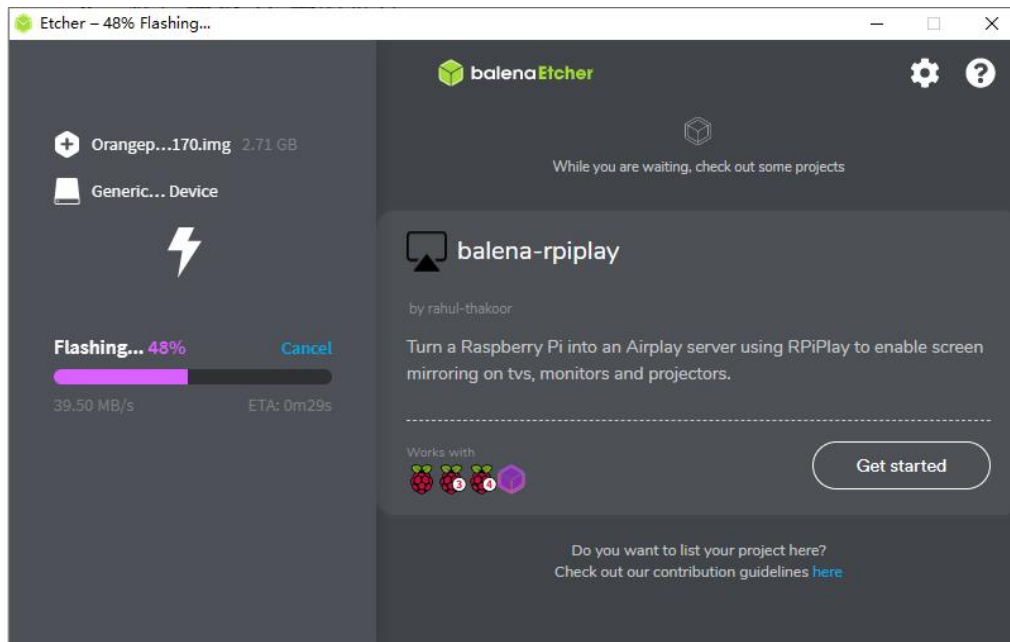 Etcher – 48% Flashing...
balenaEtcher
Orangep...170.img 2.71 GB
Generic... Device
Flashing... 48% Cancel
39.50 MB/s ETA: 0m29s
While you are waiting, check out some projects
balena-rpiplay
by rahul-thakoor
Turn a Raspberry Pi into an Airplay server using RPiPlay to enable screen
mirroring on tvs, monitors and projectors.
Works with
3 4
Get started
Do you want to list your project here?
Check out our contribution guidelines here